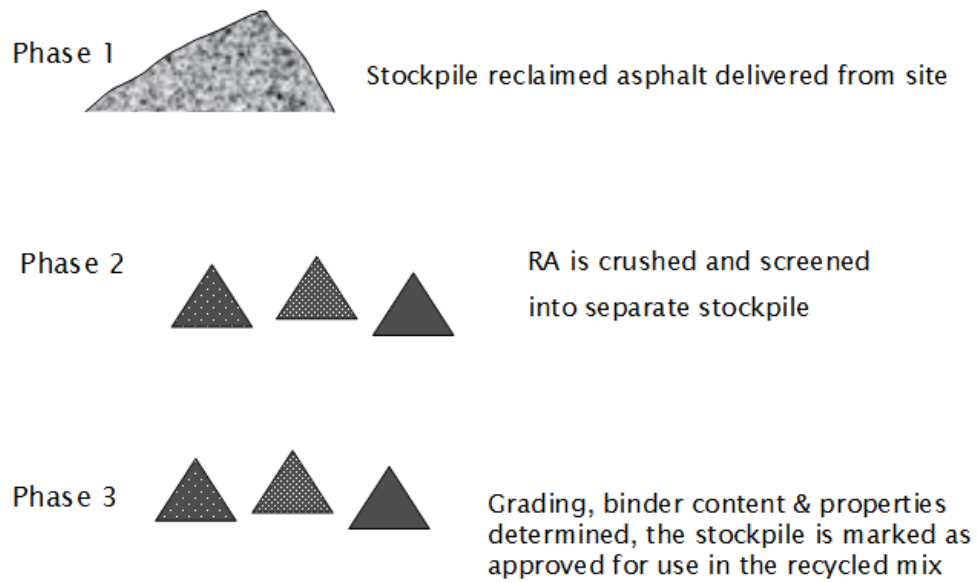 Phase 1
Stockpile reclaimed asphalt delivered from site
Phase 2
RA is crushed and screened
into separate stockpile
Phase 3
Grading, binder content & properties
determined, the stockpile is marked as
approved for use in the recycled mix